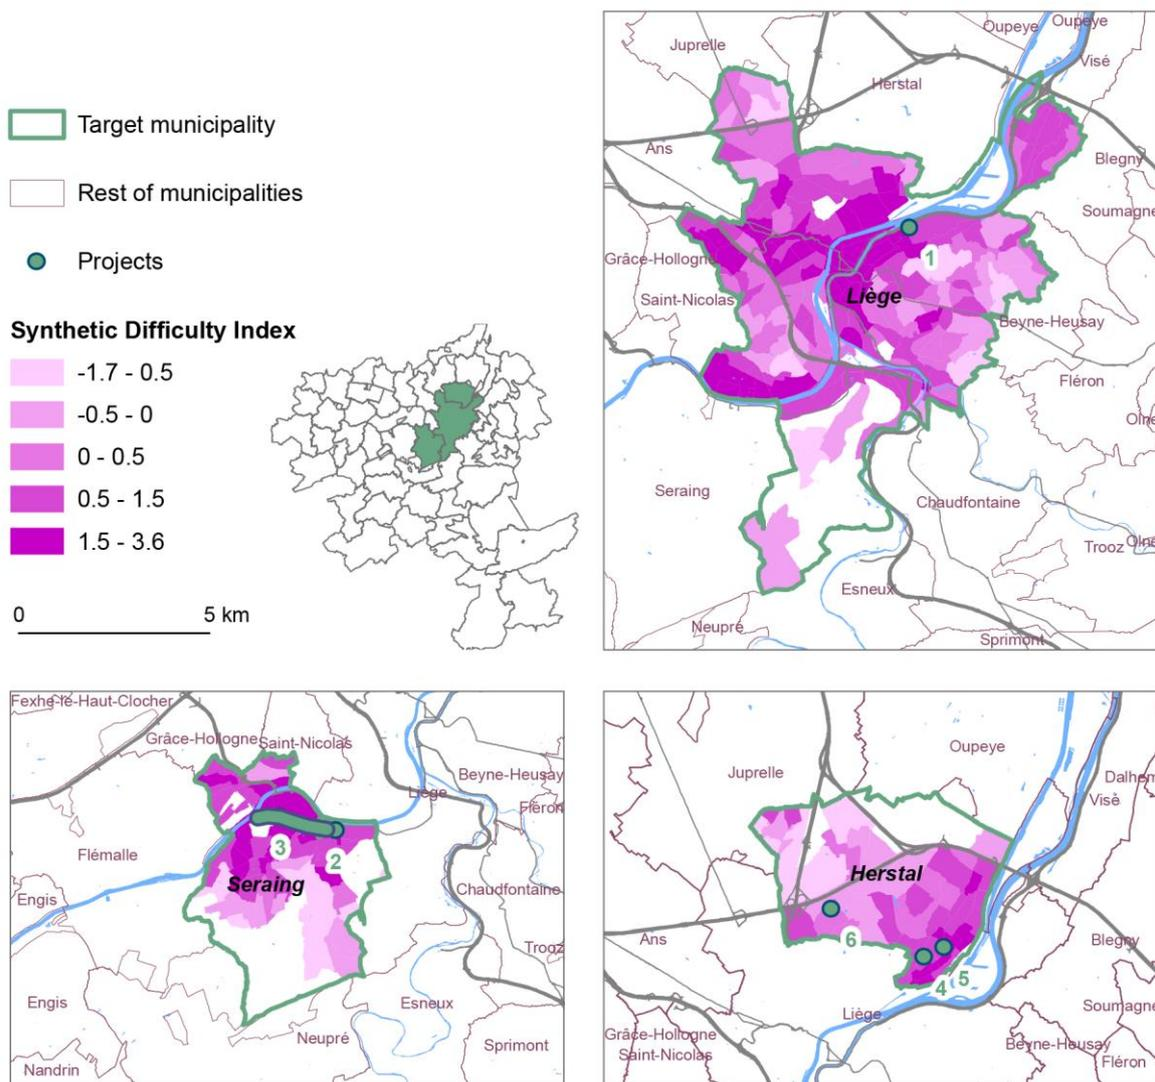 Target municipality
Rest of municipalities
Projects
Synthetic Difficulty Index
-1.7 - 0.5
-0.5 - 0
0 - 0.5
0.5 - 1.5
1.5 - 3.6
0 5 km
Oupeye Oupeye
Juprelle
Visé
Herstal
Ans
Blegny
Soumagne
Grâce-Hollogne
1
Saint-Nicolas
Liège
Beyne-Heusay
Fléron
Olne
Seraing
Chaudfontaine
Trooz Olne
Esneux
Neupré
Sprimont
Fexhe-le-Haut-Clocher
Grâce-Hollogne Saint-Nicolas
Beyne-Heusay
Liège
Fléron
Flémalle
3
2
Seraing
Chaudfontaine
Engis
Trooz
Engis
Esneux
Neupré
Sprimont
Nandrin
Oupeye
Juprelle
Dalhem
Visé
Herstal
Ans
6
Blegny
5
4
Liège
Soumagne
Grâce-Hollogne
Saint-Nicolas
Beyne-Heusay
Fléron